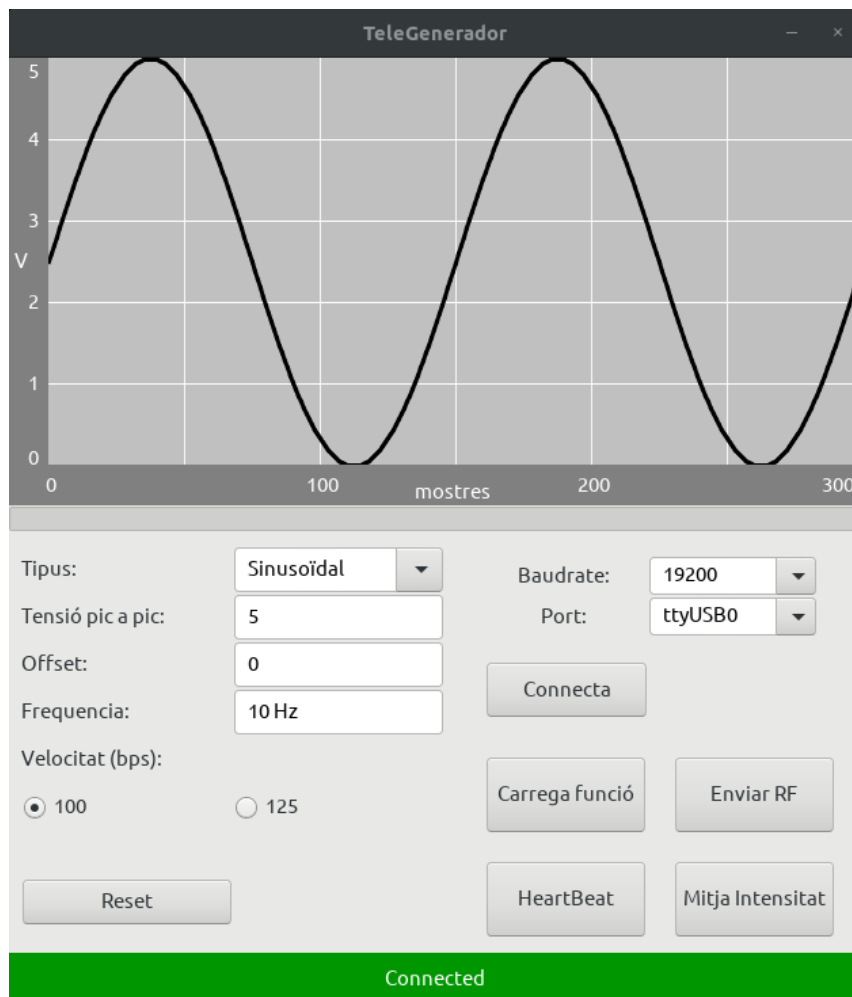 TeleGenerador
5
4
3
V
2
1
0
0 100 mostres 200 300
Tipus: Sinusoïdal
Tensió pic a pic: 5
Offset: 0
Frequencia: 10 Hz
Velocitat (bps):
100 125
Reset
Baudrate: 19200
Port: ttyUSB0
Connecta
Carrega funció Enviar RF
HeartBeat Mitja Intensitat
Connected